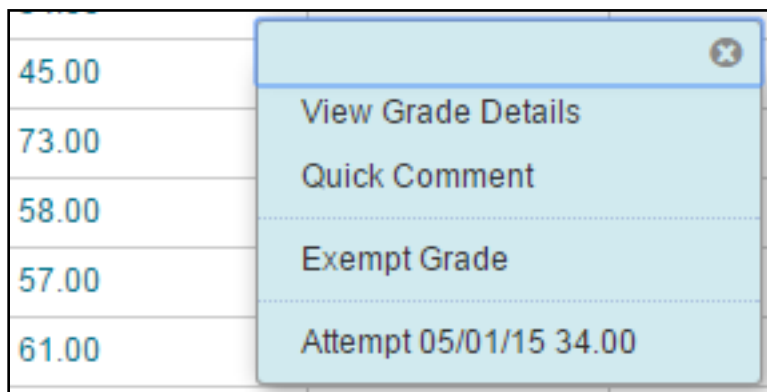 45.00
73.00
58.00
57.00
61.00
View Grade Details
Quick Comment
Exempt Grade
Attempt 05/01/15 34.00